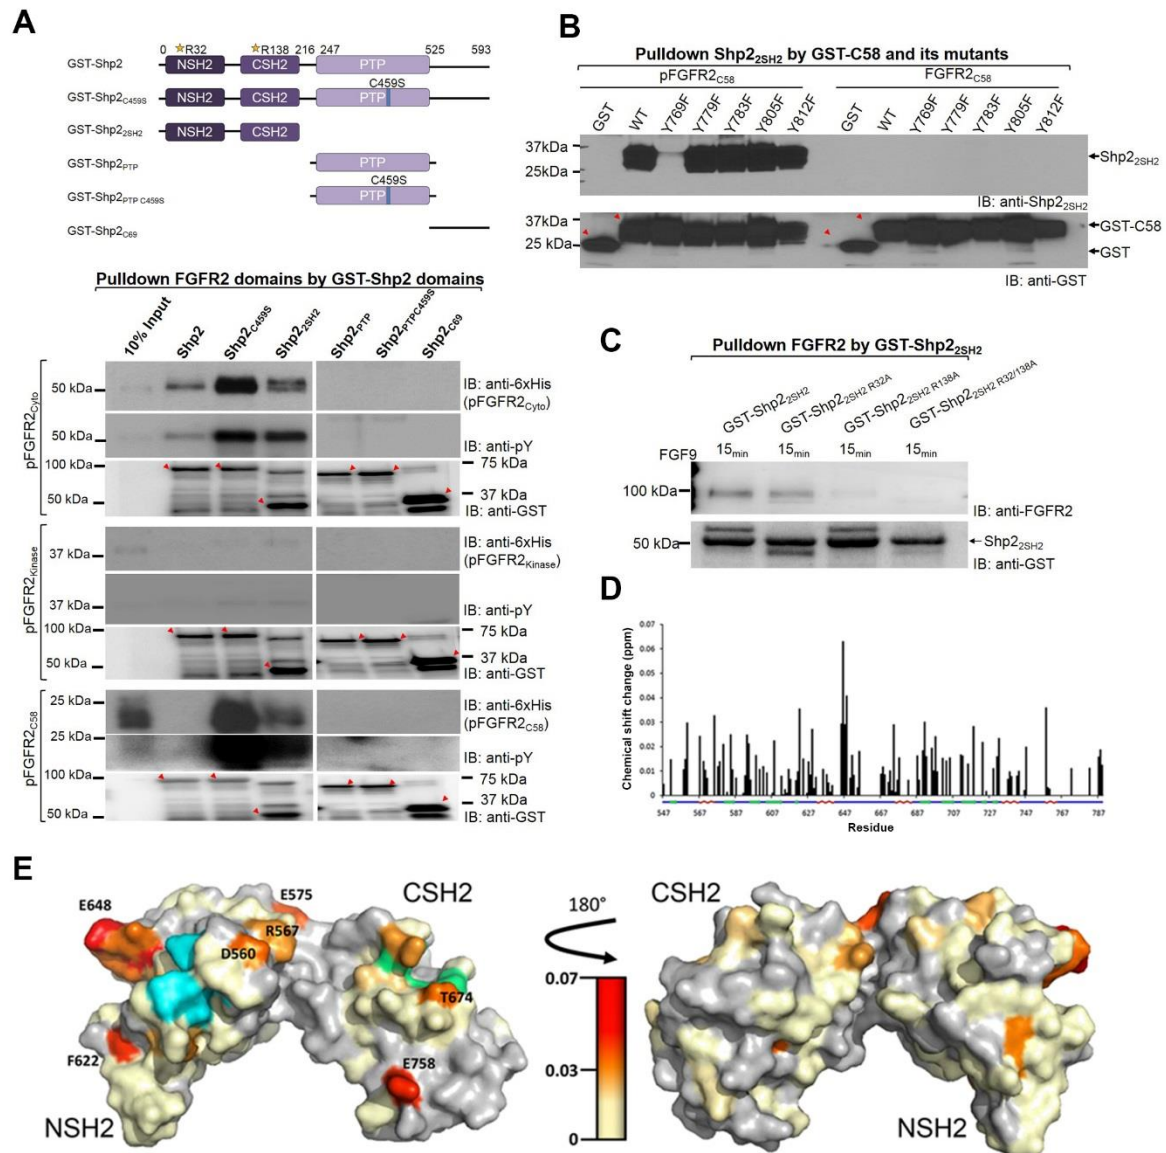 A
0 R32 R138 216 247 525 593
GST-Shp2 NSH2 CSH2 PTP
C459S
GST-Shp2C459S NSH2 CSH2 PTP
GST-Shp22SH2 NSH2 CSH2
GST-Shp2PTP PTP
C459S
GST-Shp2PTP C459S PTP
GST-Shp2C69
Pulldown FGFR2 domains by GST-Shp2 domains
10% Input Shp2 Shp2C459S Shp22SH2 Shp2PTP Shp2PTPC459S Shp2C69
pFGFR2Cyto
50 kDa
IB: anti-6xHis
(pFGFR2Cyto)
50 kDa
IB: anti-pY
100 kDa 75 kDa
37 kDa
50 kDa IB: anti-GST
pFGFR2Kinase
37 kDa
IB: anti-6xHis
(pFGFR2Kinase)
37 kDa
IB: anti-pY
100 kDa 75 kDa
37 kDa
50 kDa IB: anti-GST
pFGFR2C58
25 kDa
IB: anti-6xHis
(pFGFR2C58)
25 kDa
IB: anti-pY
100 kDa 75 kDa
37 kDa
50 kDa IB: anti-GST
B
Pulldown Shp22SH2 by GST-C58 and its mutants
pFGFR2C58 FGFR2C58
GST WT Y769F Y779F Y783F Y805F Y812F GST WT Y769F Y779F Y783F Y805F Y812F
37kDa
Shp22SH2
25kDa
IB: anti-Shp22SH2
37kDa
GST-C58
25 kDa
GST
IB: anti-GST
C
Pulldown FGFR2 by GST-Shp22SH2
GST-Shp22SH2 GST-Shp22SH2 R32A GST-Shp22SH2 R138A GST-Shp22SH2 R32/138A
FGF9 15min 15min 15min 15min
100 kDa
IB: anti-FGFR2
50 kDa Shp22SH2
IB: anti-GST
D
Chemical shift change (ppm)
0.07
0.06
0.05
0.04
0.03
0.02
0.01
0
547 567 587 607 627 647 667 687 707 727 747 767 787
Residue
E
E648 E575 CSH2
R567
D560
T674
F622
E758
NSH2
180°
0.07
0.03
0
CSH2
NSH2